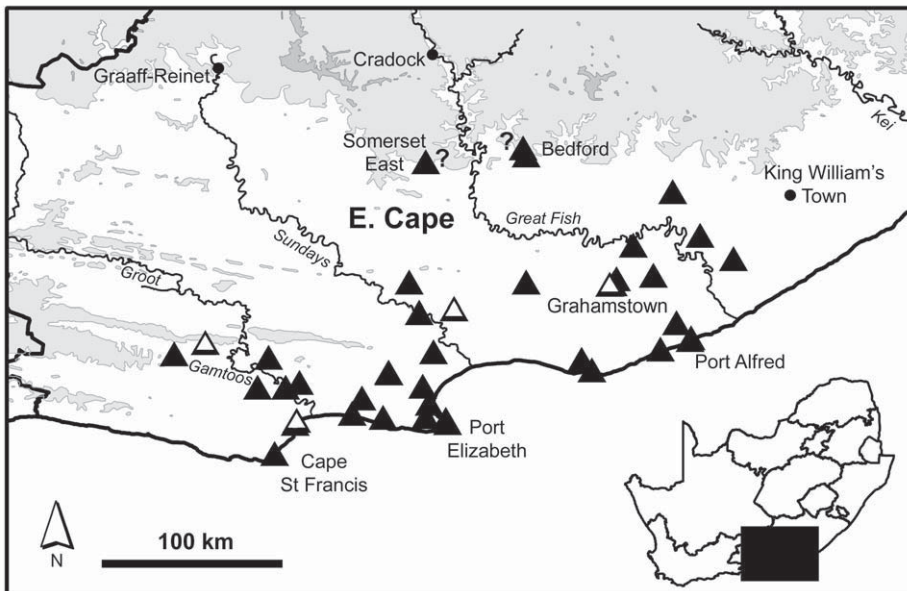 Graaff-Reinet
Cradock
Kei
Somerset
East
?
?
Bedford
King William's
Town
E. Cape
Great Fish
Sundays
Groot
Grahamstown
Gamtoos
Port Alfred
Port
Elizabeth
Cape
St Francis
N
100 km